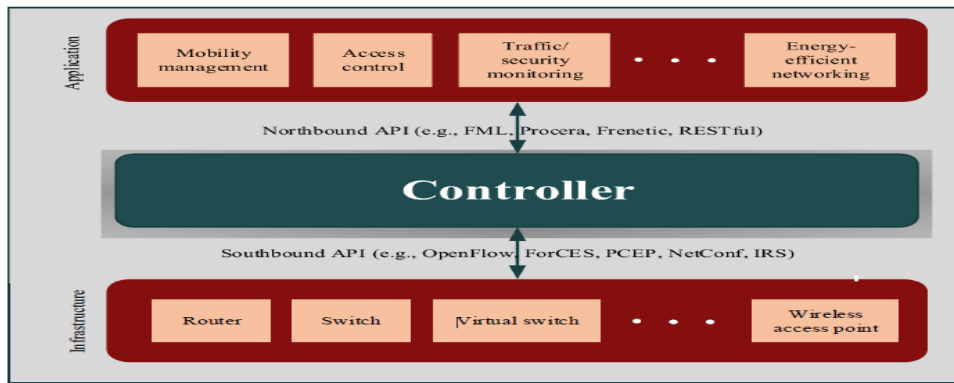 Application
Mobility
management
Access
control
Traffic/
security
monitoring
Energy-
efficient
networking
Northbound API (e.g., FML, Procera, Frenetic, RESTful)
Controller
Southbound API (e.g., OpenFlow, ForCES, PCEP, NetConf, IRS)
Infrastructure
Router
Switch
Virtual switch
Wireless
access point